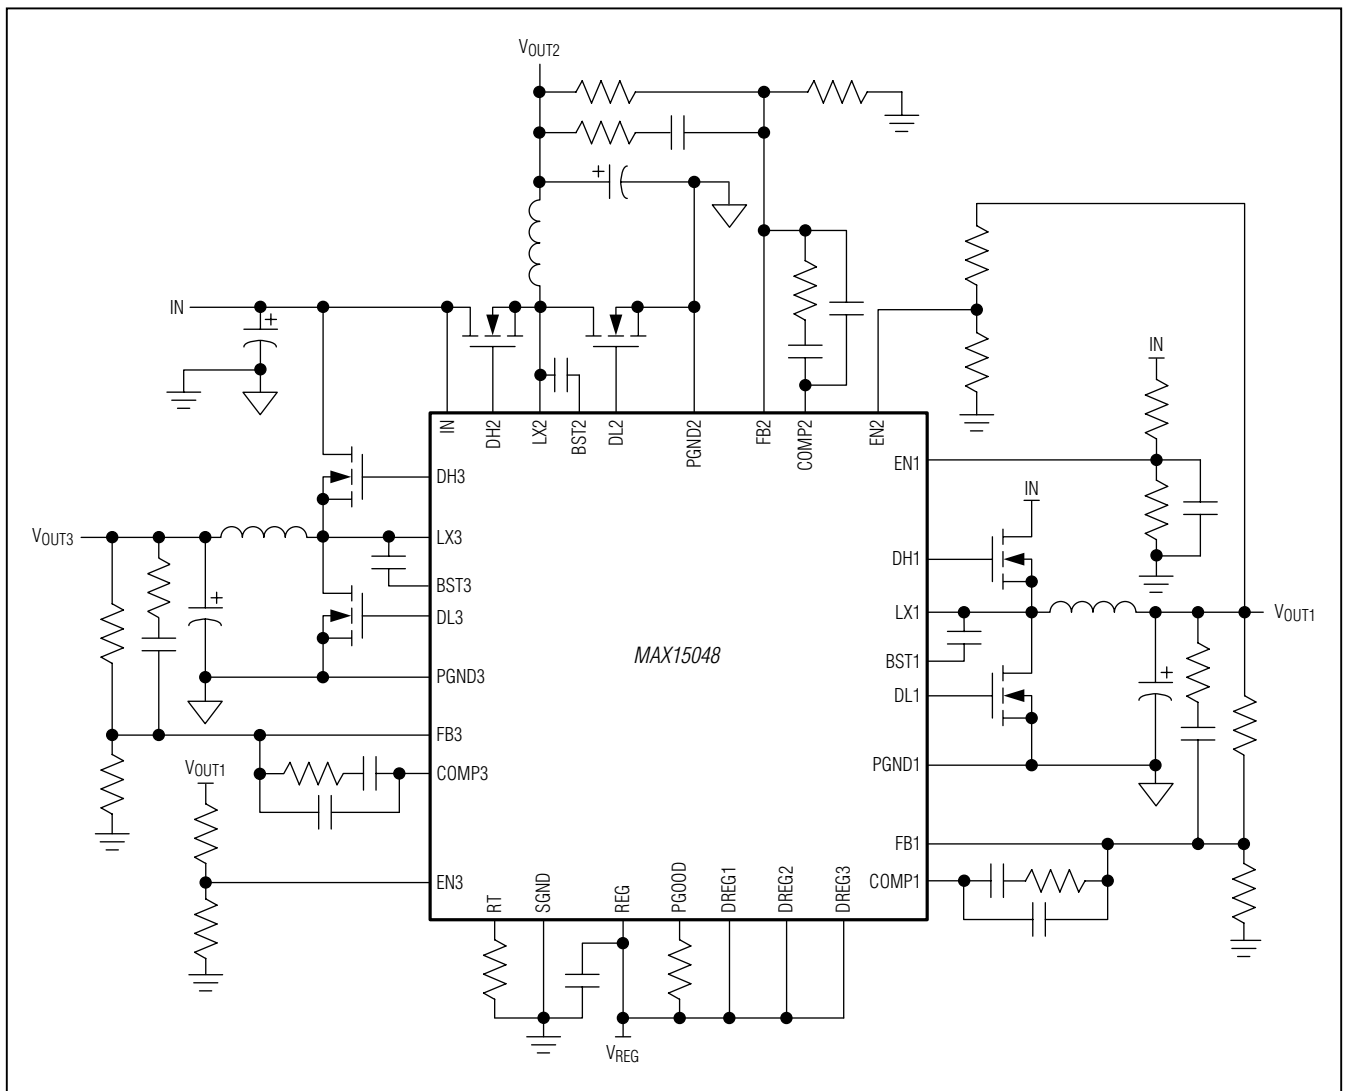 VOUT2
IN
IN
IN
DH2
LX2
BST2
DL2
PGND2
FB2
COMP2
EN2
EN1
DH3
IN
VOUT3
LX3
DH1
BST3
LX1
VOUT1
DL3
MAX15048
BST1
PGND3
DL1
FB3
VOUT1
COMP3
PGND1
FB1
EN3
COMP1
RT
SGND
REG
PGOOD
DREG1
DREG2
DREG3
VREG